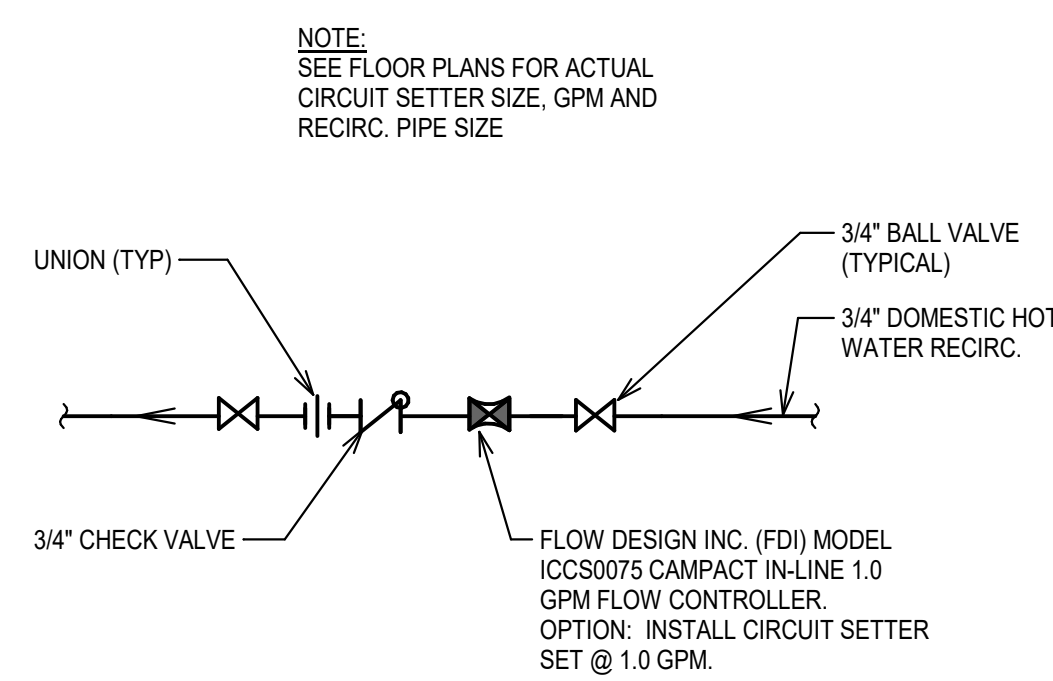 NOTE:
SEE FLOOR PLANS FOR ACTUAL
CIRCUIT SETTER SIZE, GPM AND
RECIRC. PIPE SIZE
UNION (TYP)
3/4" BALL VALVE
(TYPICAL)
3/4" DOMESTIC HOT
WATER RECIRC.
3/4" CHECK VALVE
FLOW DESIGN INC. (FDI) MODEL
ICCS0075 CAMPACT IN-LINE 1.0
GPM FLOW CONTROLLER.
OPTION: INSTALL CIRCUIT SETTER
SET @ 1.0 GPM.